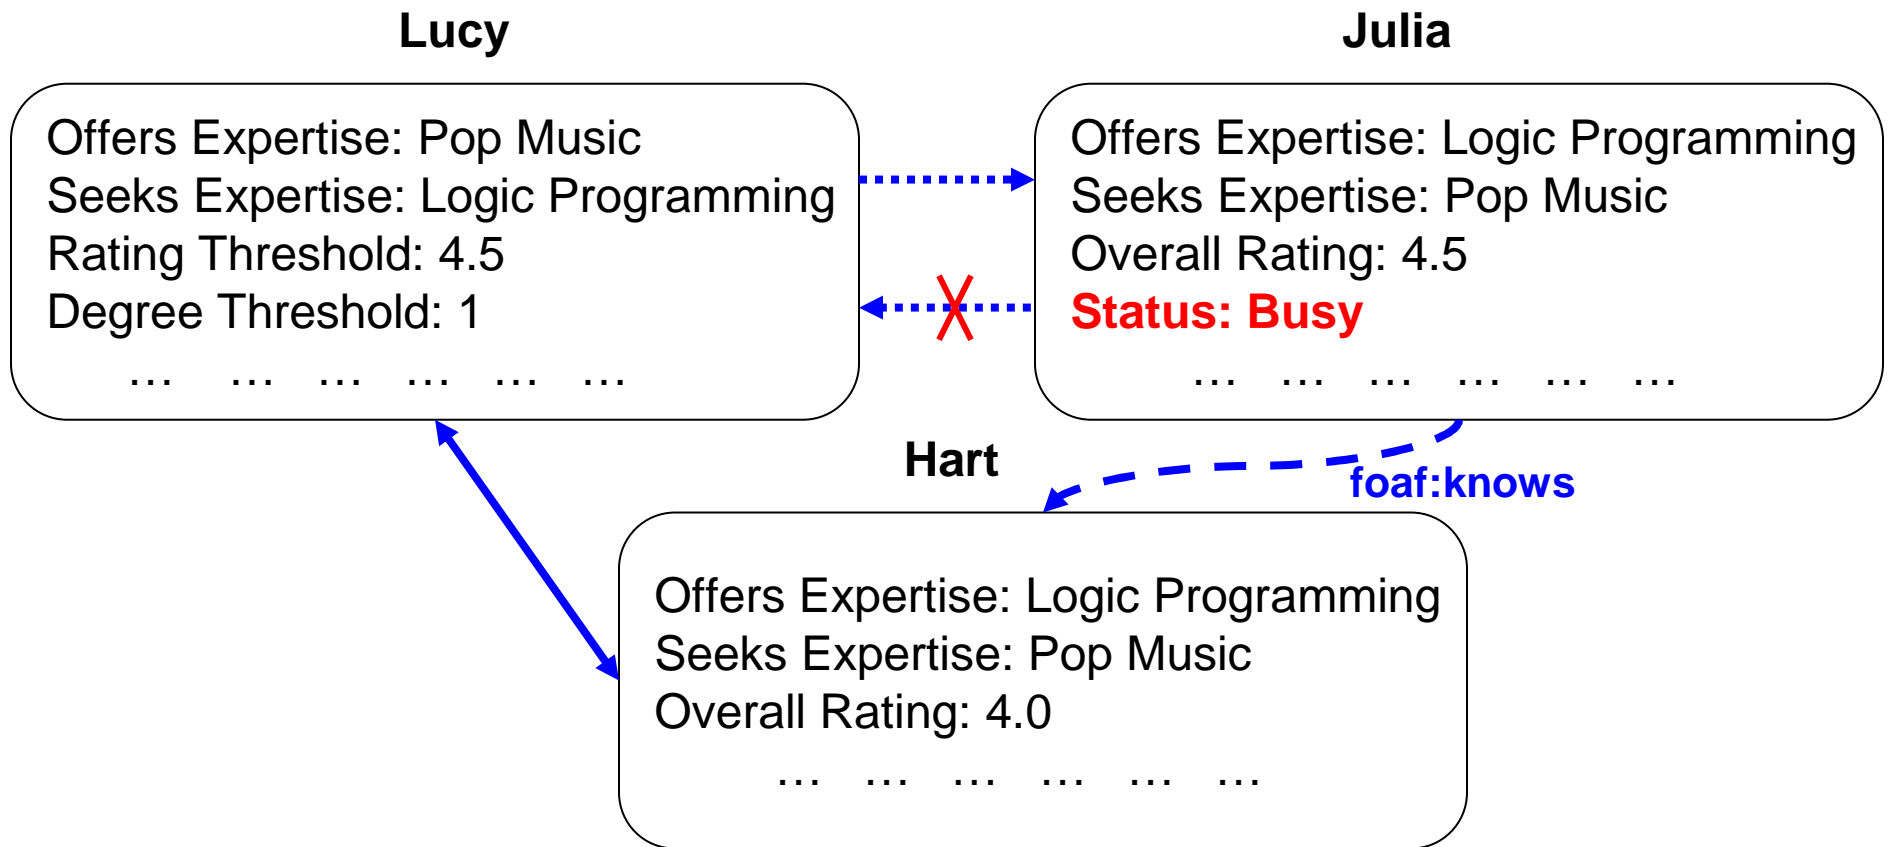 Lucy
Julia
Offers Expertise: Pop Music
Seeks Expertise: Logic Programming
Rating Threshold: 4.5
Degree Threshold: 1
… … … … … …
Offers Expertise: Logic Programming
Seeks Expertise: Pop Music
Overall Rating: 4.5
Status: Busy
… … … … … …
foaf:knows
Hart
Offers Expertise: Logic Programming
Seeks Expertise: Pop Music
Overall Rating: 4.0
… … … … … …